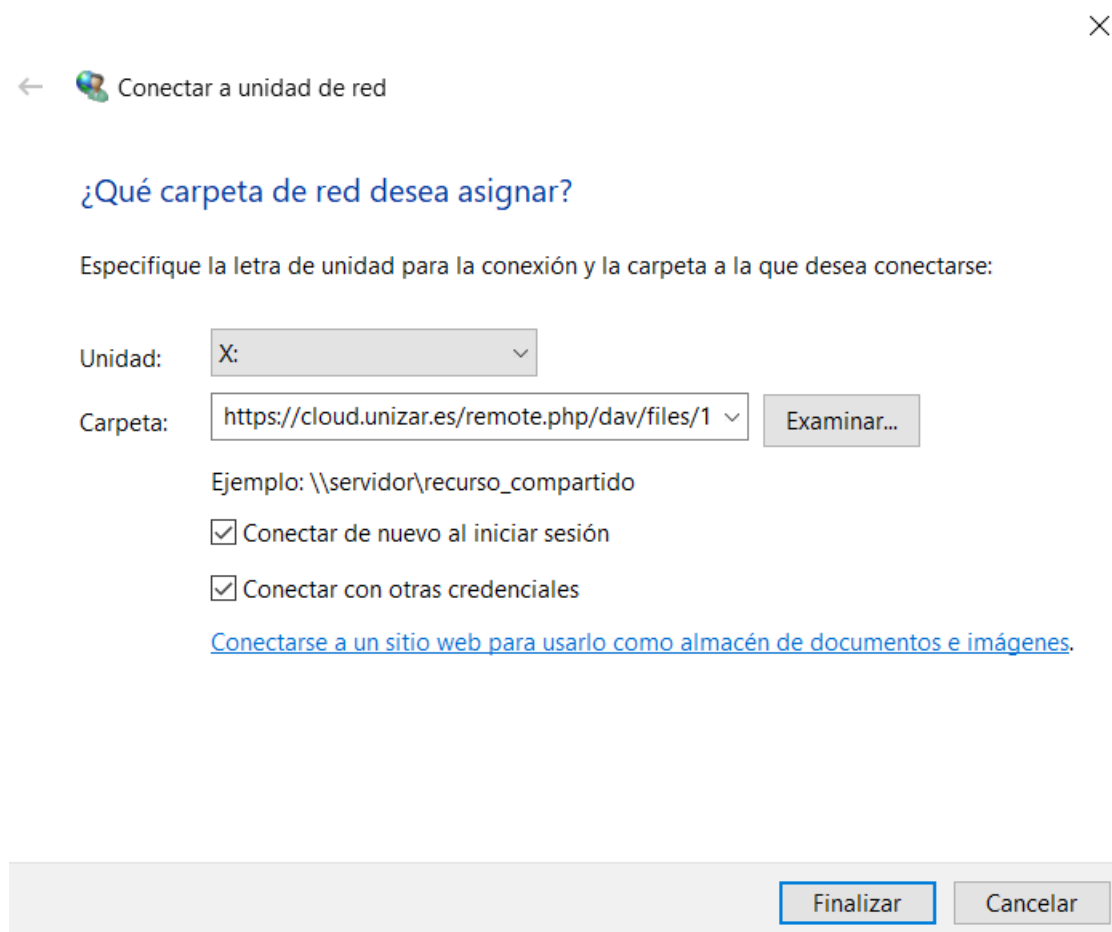 Conectar a unidad de red
¿Qué carpeta de red desea asignar?
Especifique la letra de unidad para la conexión y la carpeta a la que desea conectarse:
Unidad: X:
Carpeta: https://cloud.unizar.es/remote.php/dav/files/1 Examinar...
Ejemplo: \\servidor\recurso_compartido
Conectar de nuevo al iniciar sesión
Conectar con otras credenciales
Conectarse a un sitio web para usarlo como almacén de documentos e imágenes.
Finalizar Cancelar